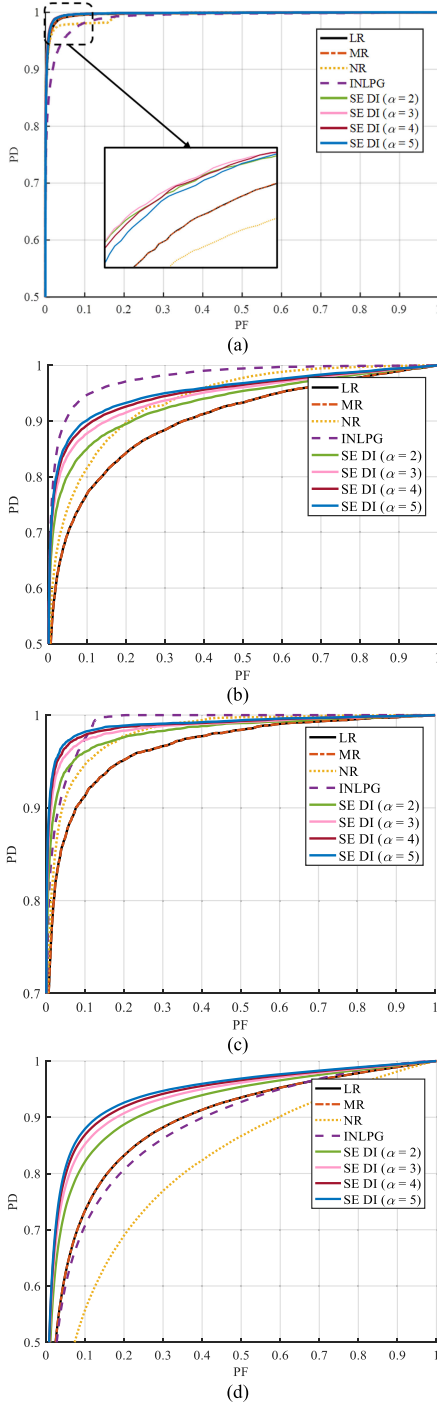 1
LR
MR
NR
0.9
INLPG
SE DI (α = 2)
SE DI (α = 3)
SE DI (α = 4)
0.8
SE DI (α = 5)
PD
0.7
0.6
0.5
0 0.1 0.2 0.3 0.4 0.5 0.6 0.7 0.8 0.9 1
PF
(a)
1
LR
MR
0.9
NR
INLPG
SE DI (α = 2)
0.8
SE DI (α = 3)
SE DI (α = 4)
PD
SE DI (α = 5)
0.7
0.6
0.5
0 0.1 0.2 0.3 0.4 0.5 0.6 0.7 0.8 0.9 1
PF
(b)
1
LR
MR
NR
INLPG
0.9
SE DI (α = 2)
SE DI (α = 3)
SE DI (α = 4)
PD
SE DI (α = 5)
0.8
0.7
0 0.1 0.2 0.3 0.4 0.5 0.6 0.7 0.8 0.9 1
PF
(c)
1
LR
MR
0.9
NR
INLPG
SE DI (α = 2)
0.8
SE DI (α = 3)
SE DI (α = 4)
PD
SE DI (α = 5)
0.7
0.6
0.5
0 0.1 0.2 0.3 0.4 0.5 0.6 0.7 0.8 0.9 1
PF
(d)